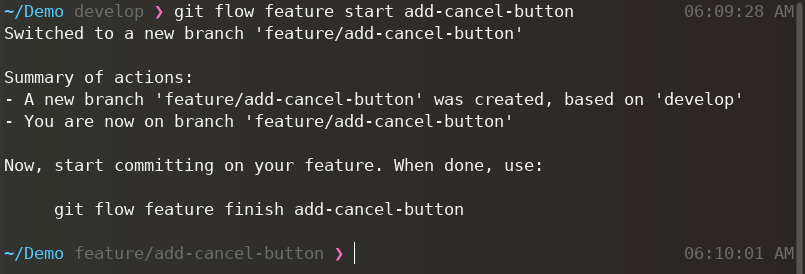 ~/Demo develop ❯ git flow feature start add-cancel-button 06:09:28 AM
Switched to a new branch 'feature/add-cancel-button'
Summary of actions:
- A new branch 'feature/add-cancel-button' was created, based on 'develop'
- You are now on branch 'feature/add-cancel-button'
Now, start committing on your feature. When done, use:
git flow feature finish add-cancel-button
~/Demo feature/add-cancel-button ❯ 06:10:01 AM